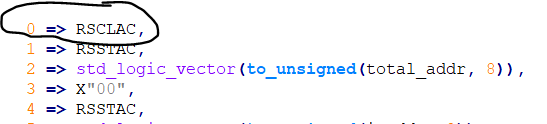 0 => RSCLAC,
1 => RSSTAC,
2 => std_logic_vector(to_unsigned(total_addr, 8)),
3 => X"00",
4 => RSSTAC,